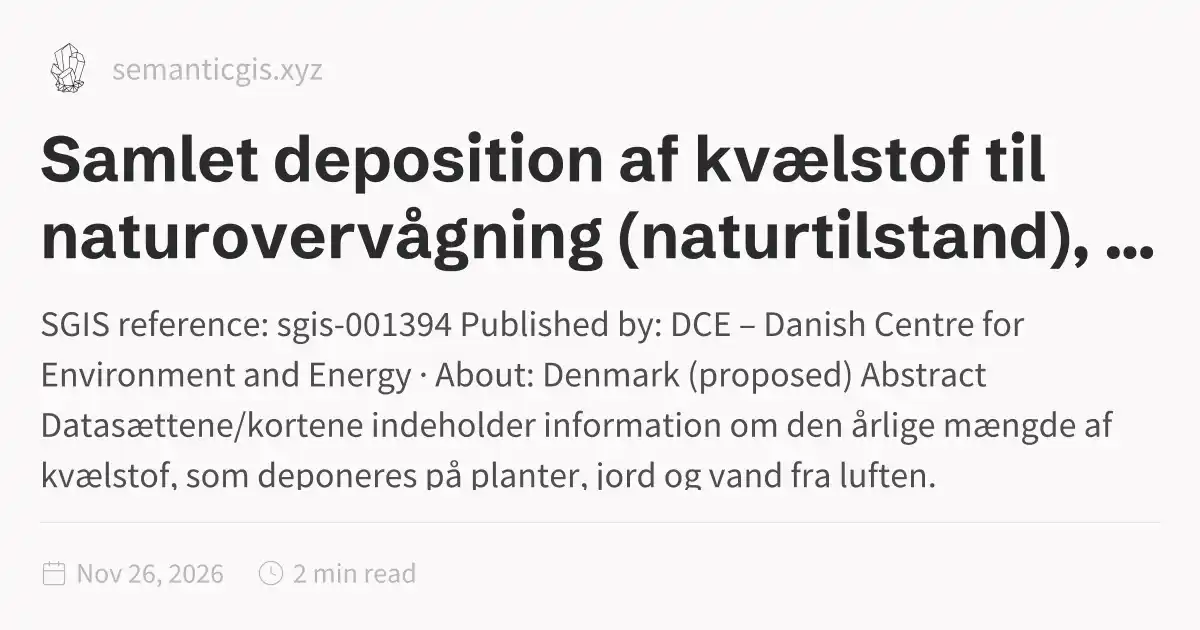 semanticgis.xyz
Samlet deposition af kvælstof til
naturovervågning (naturtilstand), ...
SGIS reference: sgis-001394 Published by: DCE – Danish Centre for
Environment and Energy · About: Denmark (proposed) Abstract
Datasættene/kortene indeholder information om den årlige mængde af
kvælstof, som deponeres på planter, jord og vand fra luften.
Nov 26, 2026 2 min read